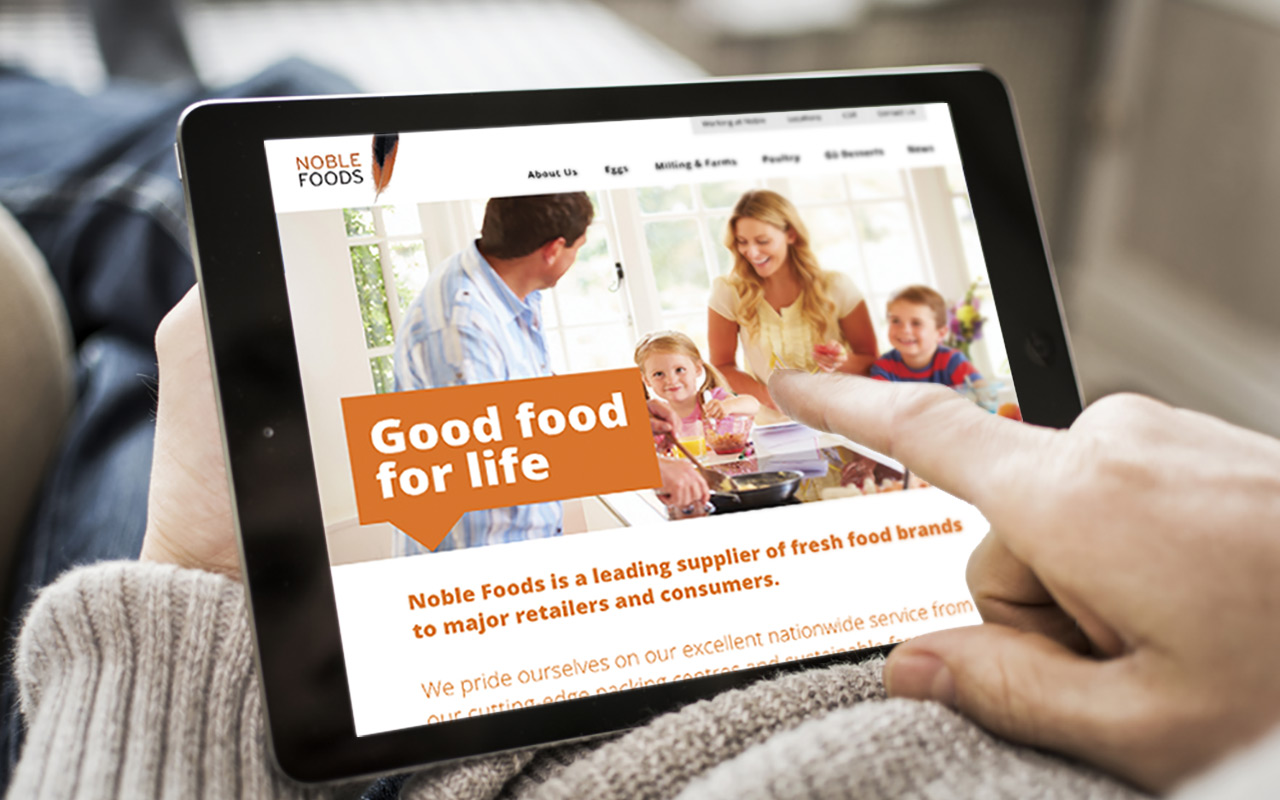 Working at Noble Locations CSR Contact Us
NOBLE
FOODS
About Us Eggs Milling & Farms Poultry Gü Desserts News
Good food
for life
Noble Foods is a leading supplier of fresh food brands
to major retailers and consumers.
We pride ourselves on our excellent nationwide service from
our cutting-edge packing centres and sustainable